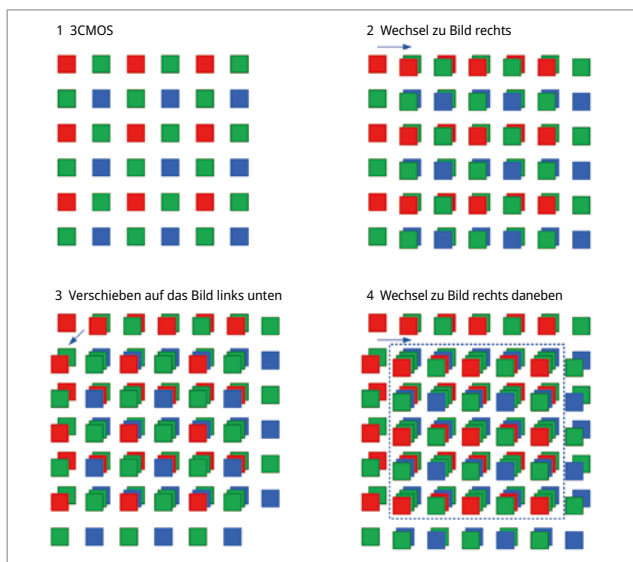 1 3CMOS
2 Wechsel zu Bild rechts
3 Verschieben auf das Bild links unten
4 Wechsel zu Bild rechts daneben